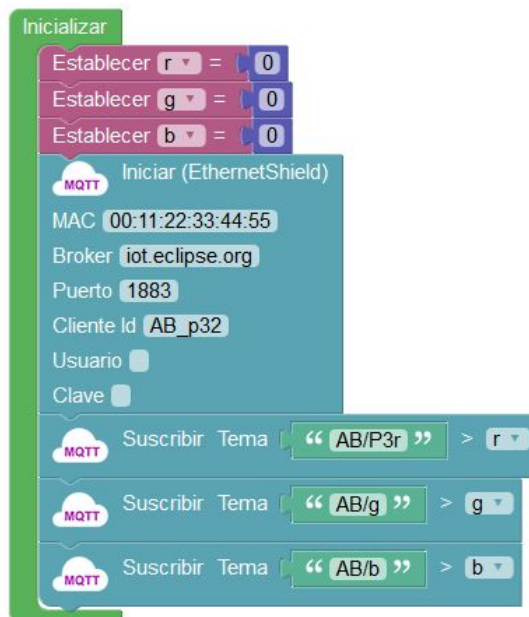 Inicializar
Establecer r = 0
Establecer g = 0
Establecer b = 0
MQTT Iniciar (EthernetShield)
MAC 00:11:22:33:44:55
Broker iot.eclipse.org
Puerto 1883
Cliente Id AB_p32
Usuario
Clave
MQTT Suscribir Tema “ AB/P3r ” > r
MQTT Suscribir Tema “ AB/g ” > g
MQTT Suscribir Tema “ AB/b ” > b